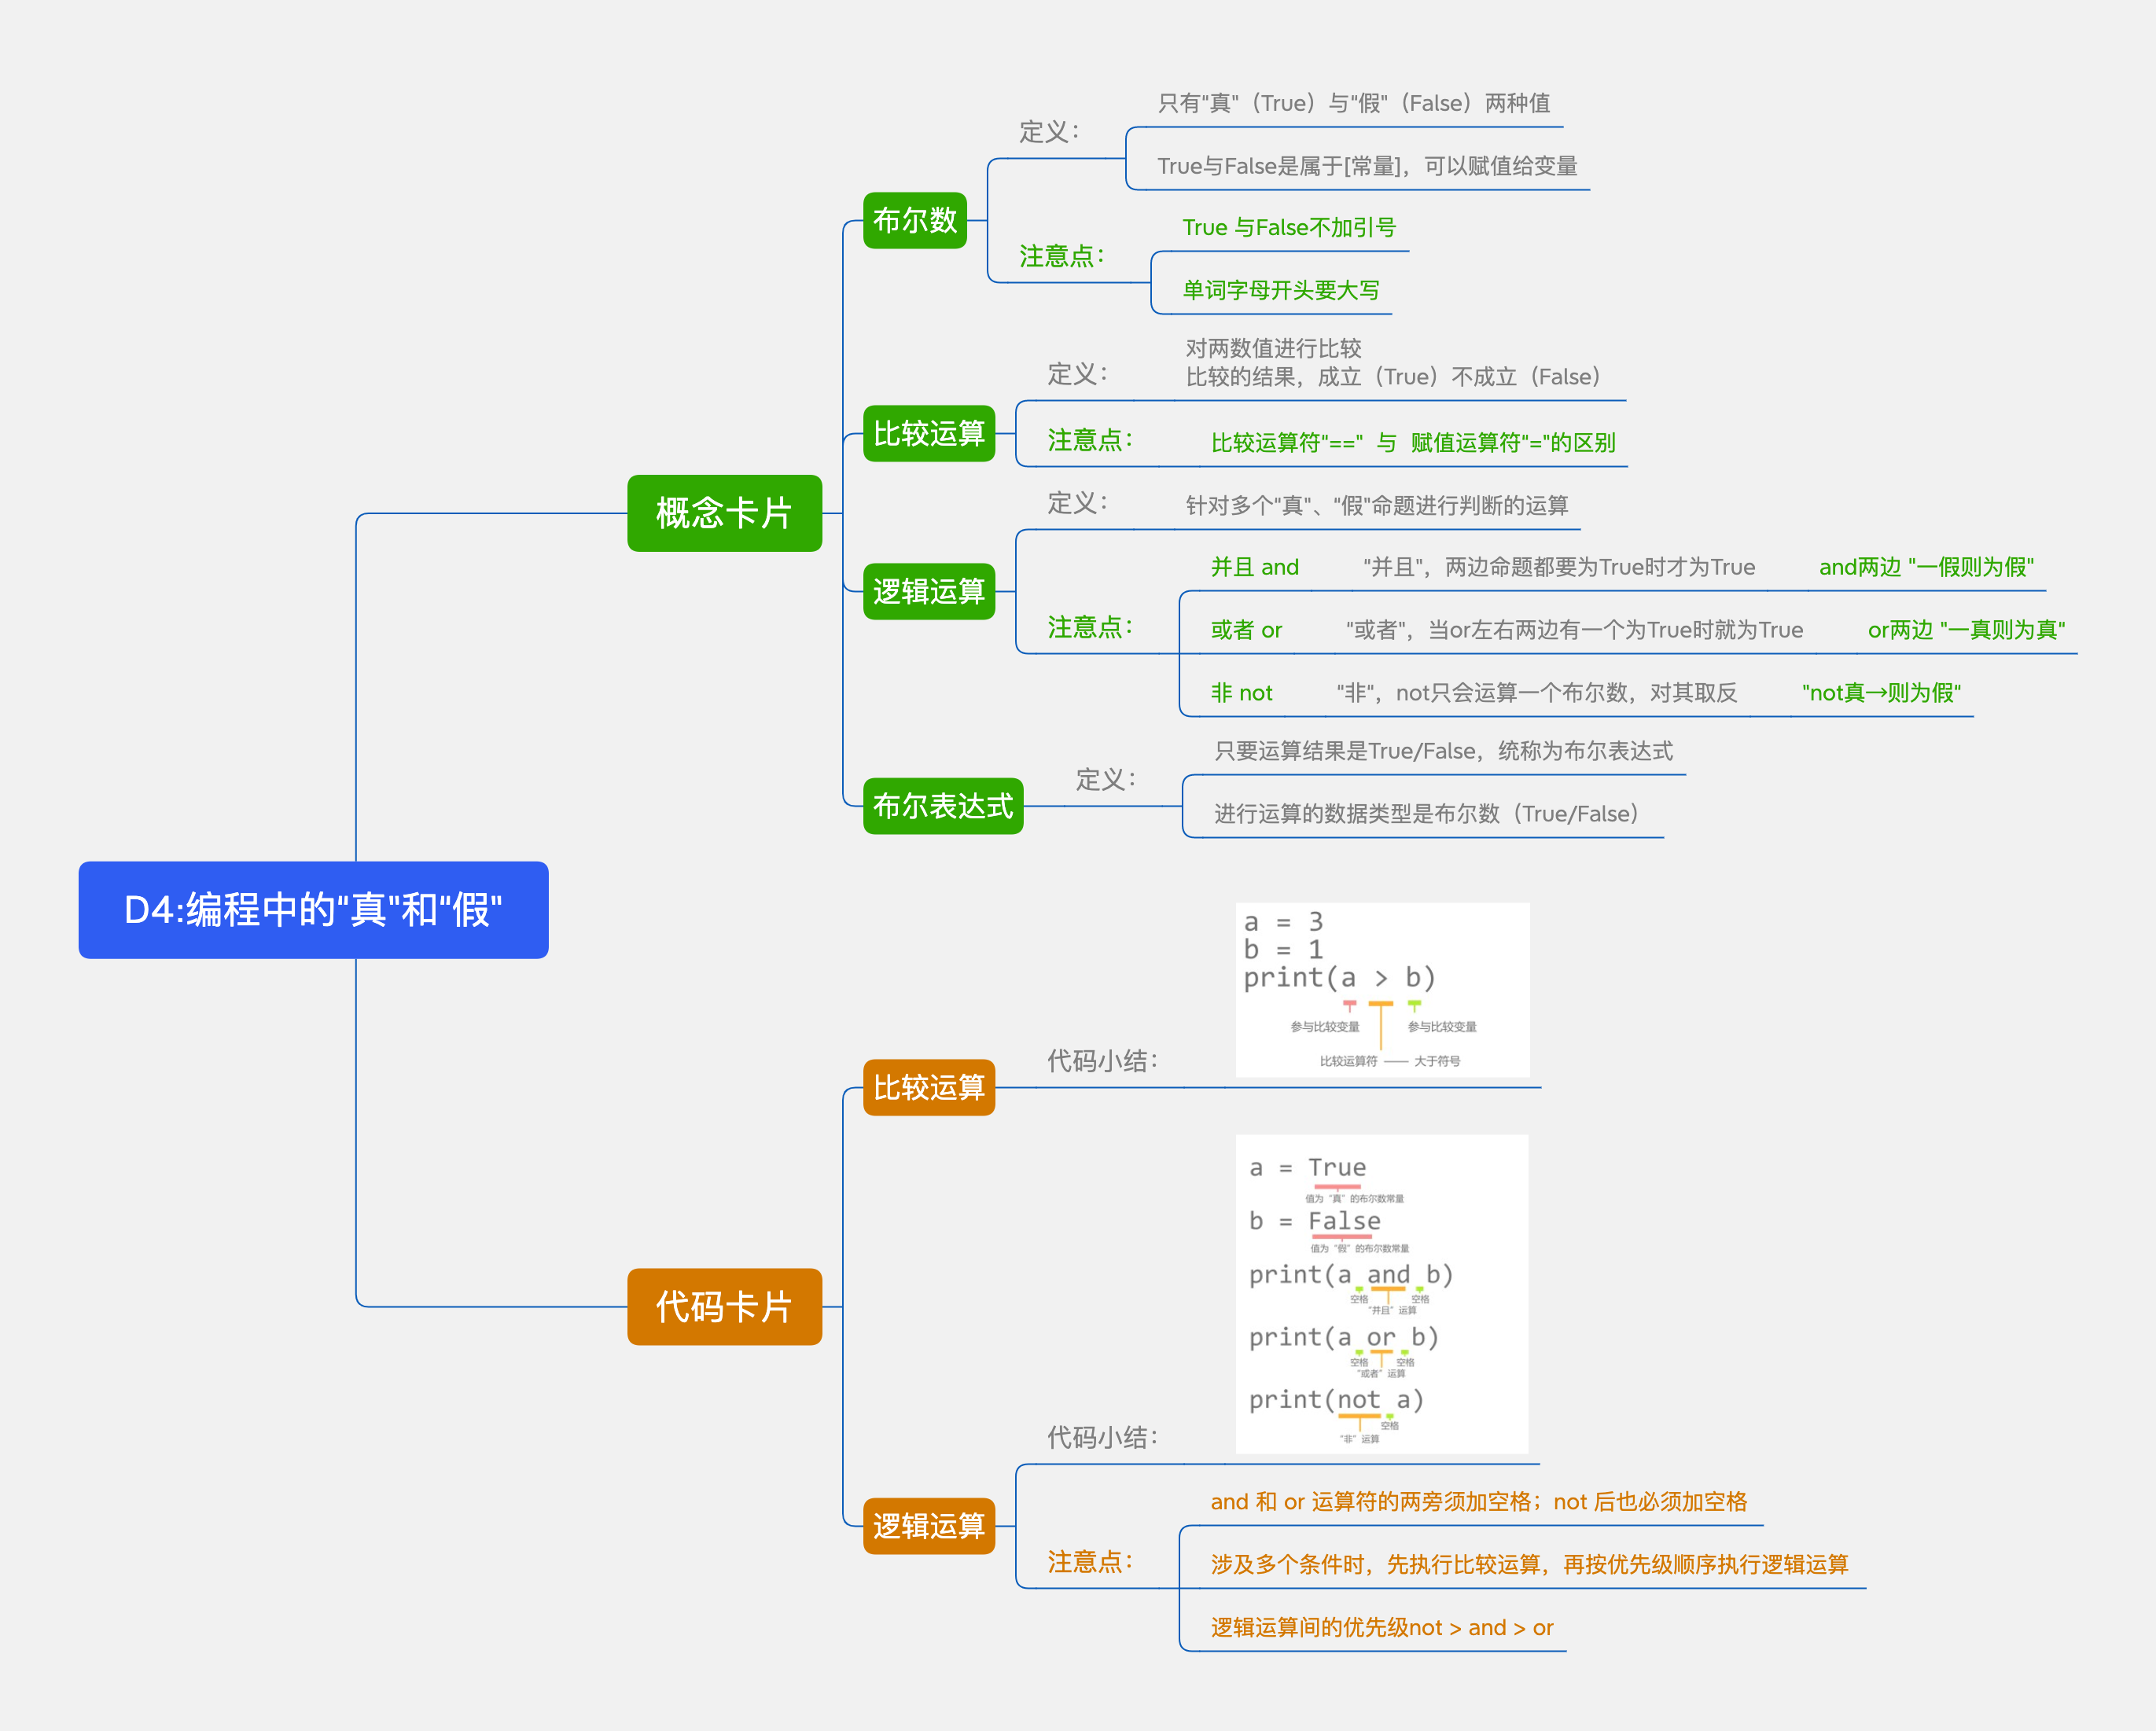 D4:编程中的"真"和“假"
概念卡片
布尔数
定义：
只有"真"（True）与“假"（False）两种值
True与False是属于[常量]，可以赋值给变量
注意点：
True 与False不加引号
单词字母开头要大写
比较运算
定义：
对两数值进行比较
比较的结果，成立（True）不成立（False）
注意点：
比较运算符“==" 与 赋值运算符“="的区别
逻辑运算
定义：
针对多个"真"、"假"命题进行判断的运算
注意点：
并且 and
"并且"，两边命题都要为True时才为True
and两边 "一假则为假"
或者 or
"或者"，当or左右两边有一个为True时就为True
or两边 "一真则为真"
非 not
"非"，not只会运算一个布尔数，对其取反
"not真→则为假"
布尔表达式
定义：
只要运算结果是True/False，统称为布尔表达式
进行运算的数据类型是布尔数（True/False）
代码卡片
比较运算
代码小结：
a = 3
b = 1
print(a > b)
参与比较变量 参与比较变量
比较运算符 —— 大于符号
逻辑运算
代码小结：
a = True
值为 "真" 的布尔数常量
b = False
值为 "假" 的布尔数常量
print(a and b)
空格 空格
"并且" 运算
print(a or b)
空格 空格
"或者" 运算
print(not a)
空格
"非" 运算
注意点：
and 和 or 运算符的两旁须加空格；not 后也必须加空格
涉及多个条件时，先执行比较运算，再按优先级顺序执行逻辑运算
逻辑运算间的优先级not > and > or